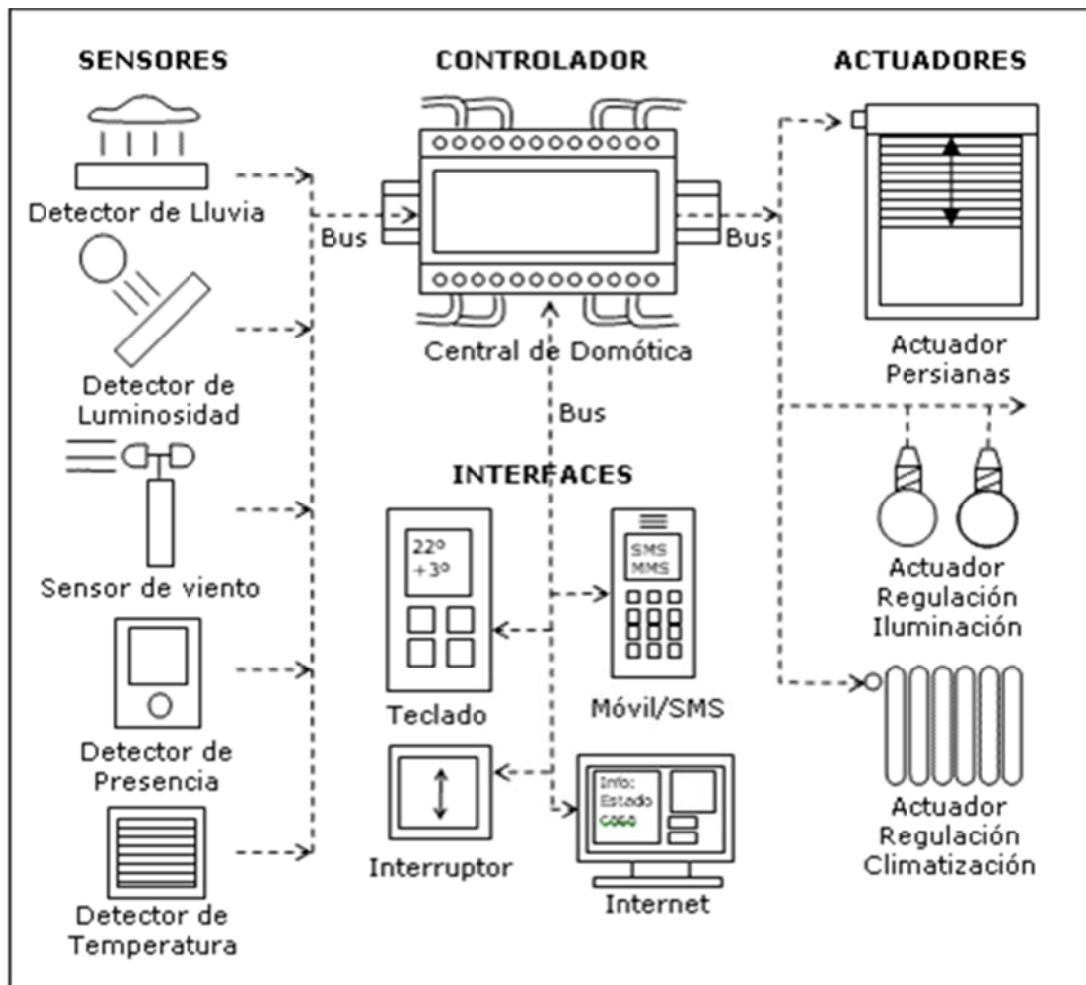 SENSORES
Detector de Lluvia
Detector de
Luminosidad
Sensor de viento
Detector de
Presencia
Detector de
Temperatura
CONTROLADOR
Bus
Bus
Central de Domótica
Bus
INTERFACES
22º
+3º
Teclado
SMS
MMS
Móvil/SMS
Interruptor
Info:
Estado
casa
Internet
ACTUADORES
Actuador
Persianas
Actuador
Regulación
Iluminación
Actuador
Regulación
Climatización